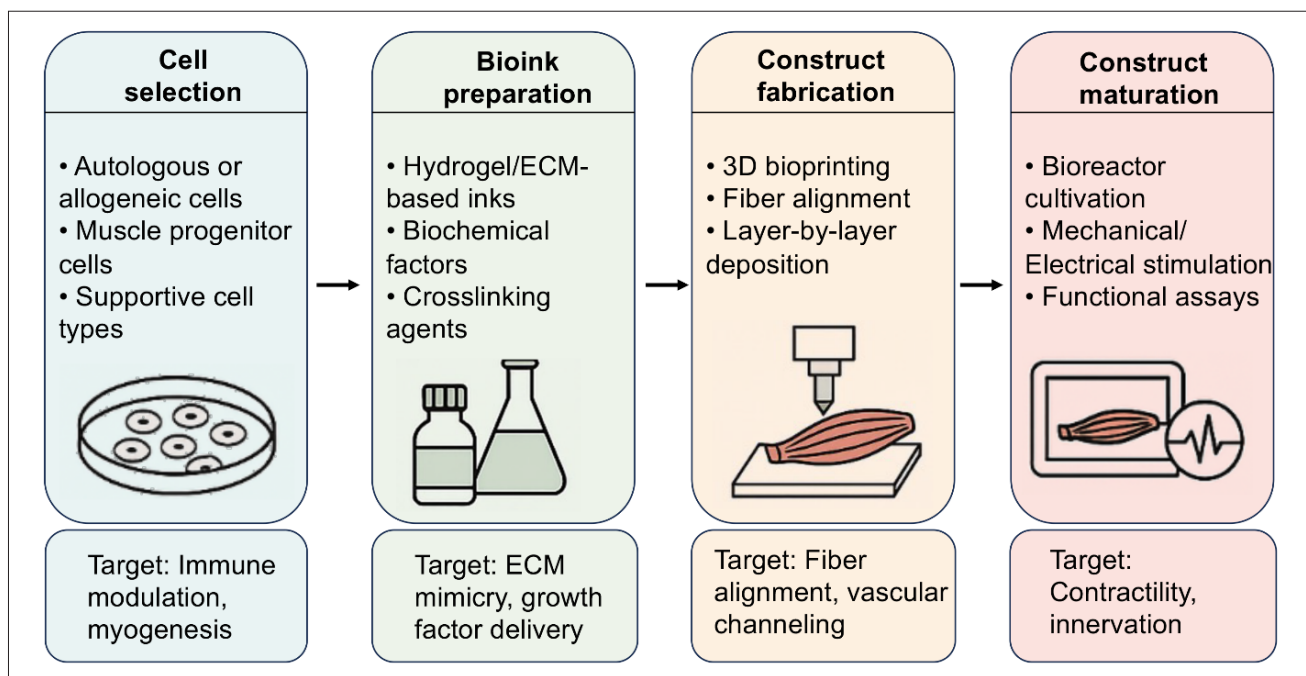 Cell
selection
• Autologous or
allogeneic cells
• Muscle progenitor
cells
• Supportive cell
types
Target: Immune
modulation,
myogenesis
Bioink
preparation
• Hydrogel/ECM-
based inks
• Biochemical
factors
• Crosslinking
agents
Target: ECM
mimicry, growth
factor delivery
Construct
fabrication
• 3D bioprinting
• Fiber alignment
• Layer-by-layer
deposition
Target: Fiber
alignment, vascular
channeling
Construct
maturation
• Bioreactor
cultivation
• Mechanical/
Electrical stimulation
• Functional assays
Target:
Contractility,
innervation